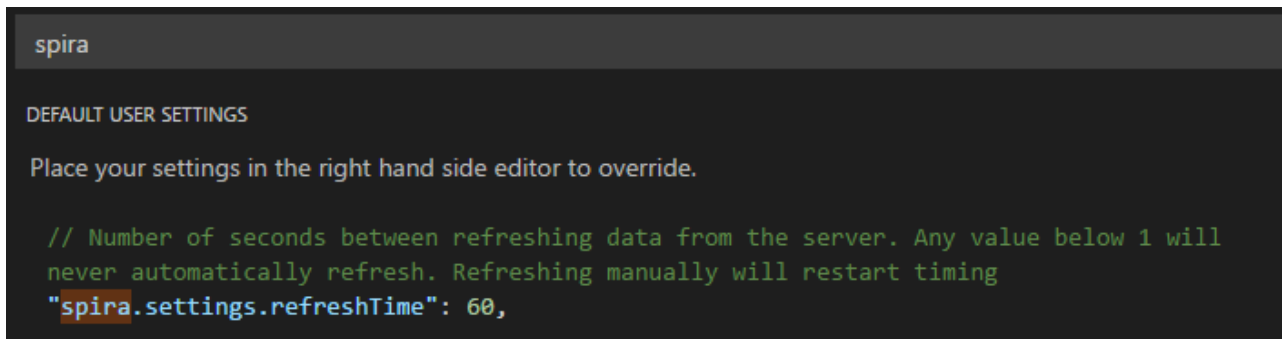 spira
DEFAULT USER SETTINGS
Place your settings in the right hand side editor to override.
// Number of seconds between refreshing data from the server. Any value below 1 will
never automatically refresh. Refreshing manually will restart timing
"spira.settings.refreshTime": 60,